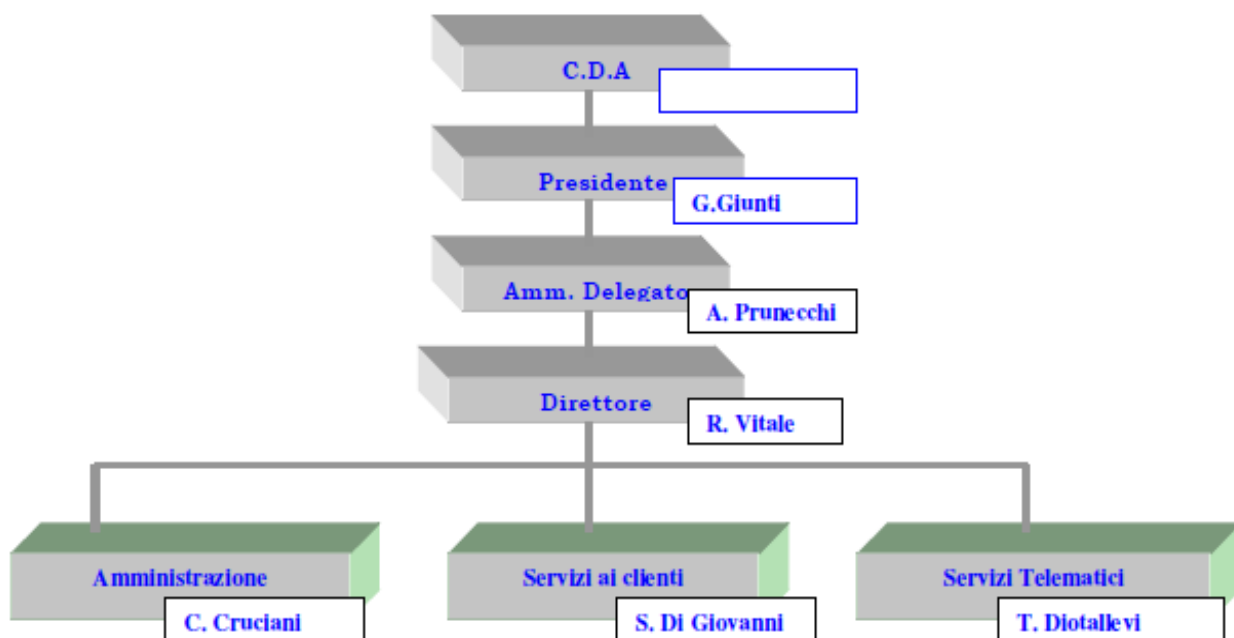 C.D.A
Presidente
G.Giunti
Amm. Delegato
A. Prunecchi
Direttore
R. Vitale
Amministrazione
C. Cruciani
Servizi ai clienti
S. Di Giovanni
Servizi Telematici
T. Diotallevi